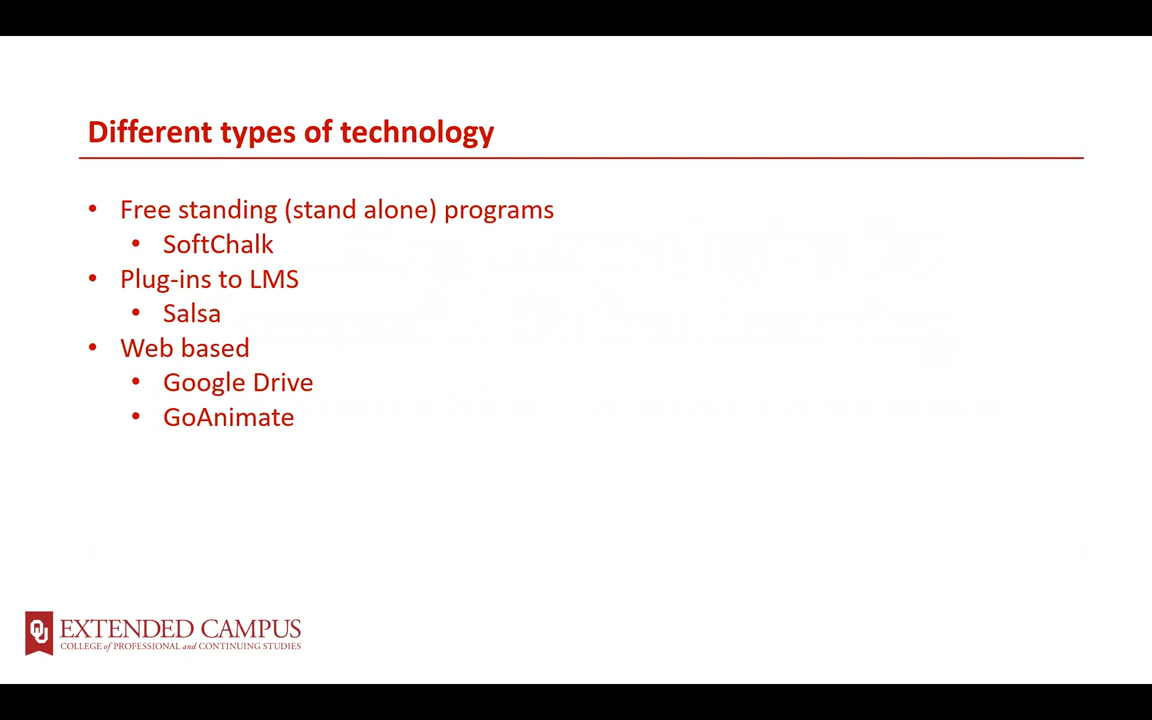 Different types of technology
• Free standing (stand alone) programs
• SoftChalk
• Plug-ins to LMS
• Salsa
• Web based
• Google Drive
• GoAnimate
OU
EXTENDED CAMPUS
COLLEGE of PROFESSIONAL and CONTINUING STUDIES